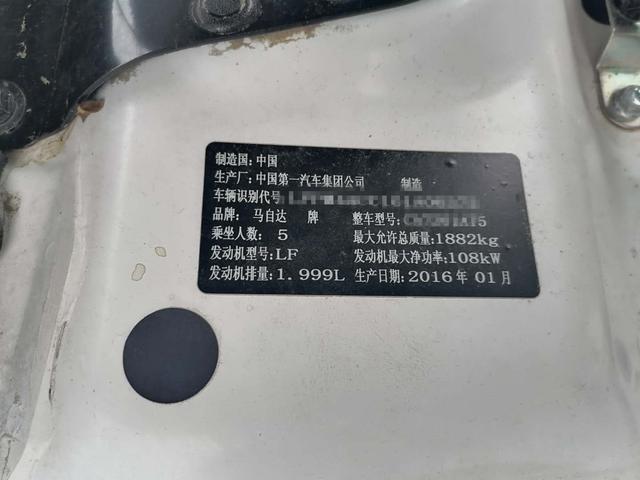 制造国:中国
生产厂:中国第一汽车集团公司 制造
车辆识别代号
品牌: 马自达 牌 整车型号:
乘坐人数: 5 最大允许总质量:1882kg
发动机型号:LF 发动机最大净功率:108kW
发动机排量:1.999L 生产日期:2016年01月